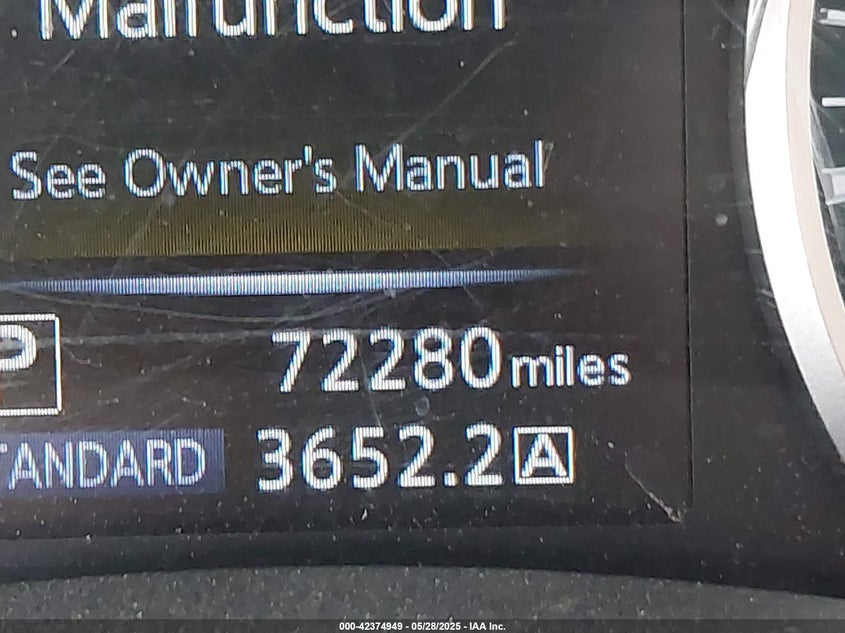 Malfunction
See Owner's Manual
P
72280 miles
TANDARD
3652.2 A
000-42374949 - 05/28/2025 - IAA Inc.